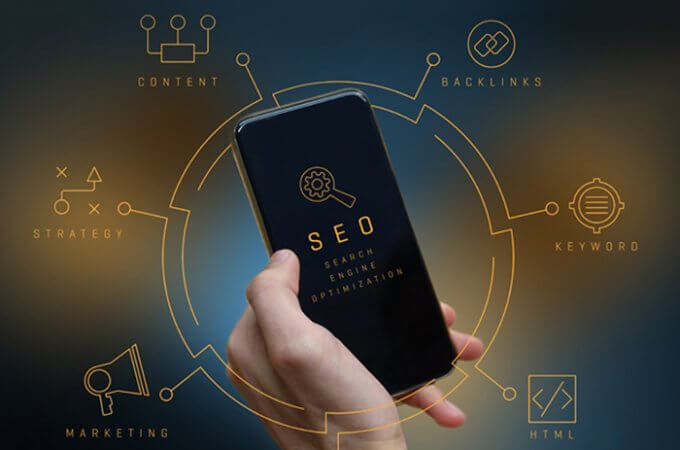 CONTENT
BACKLINKS
STRATEGY
KEYWORD
SEO
SEARCH
ENGINE
OPTIMIZATION
MARKETING
HTML